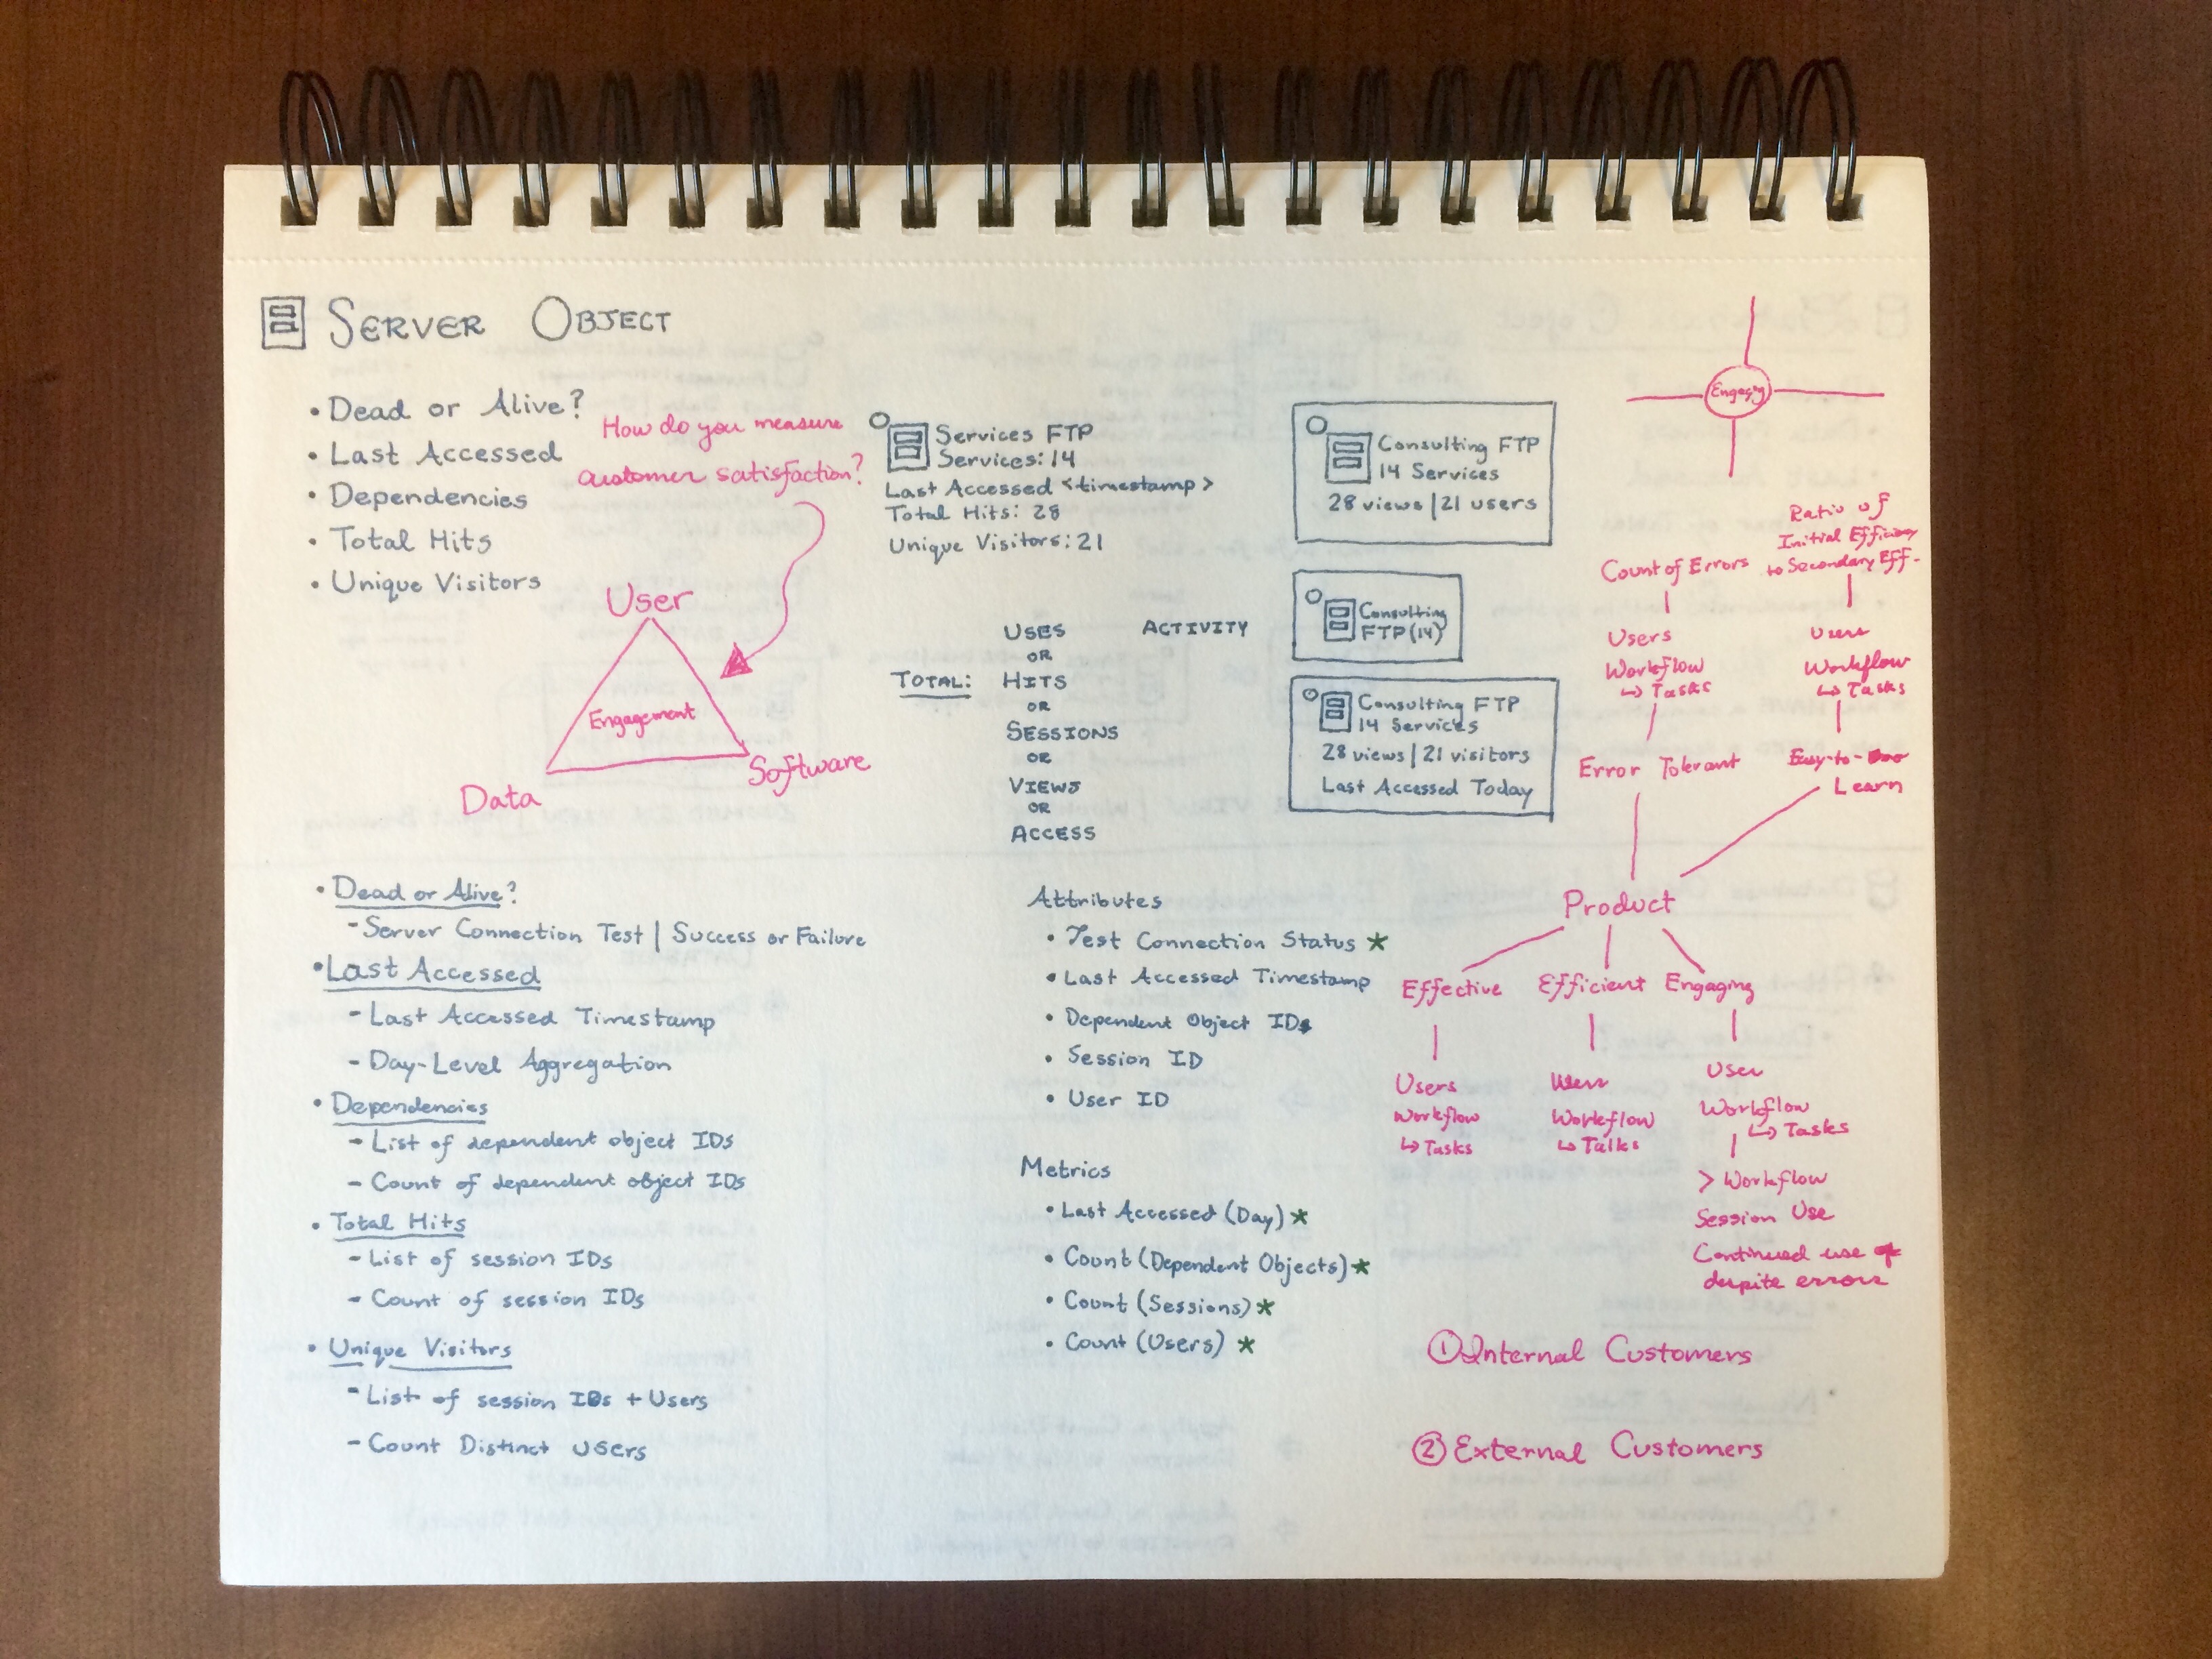 SERVER OBJECT
• Dead or Alive?
• Last Accessed
• Dependencies
• Total Hits
• Unique Visitors
How do you measure
customer satisfaction?
User
Engagement
Data
Software
Services FTP
Services: 14
Last Accessed <timestamp>
Total Hits: 28
Unique Visitors: 21
USES
OR
TOTAL: HITS
OR
SESSIONS
OR
VIEWS
OR
ACCESS
ACTIVITY
Consulting FTP
14 Services
28 views | 21 users
Consulting
FTP (14)
Consulting FTP
14 Services
28 views | 21 visitors
Last Accessed Today
Engag'g
Count of Errors
Users
Workflow
↳ Tasks
Error Tolerant
Ratio of
Initial Efficiency
to Secondary Eff.
Users
Workflow
↳ Tasks
Easy-to-
Learn
Product
Effective
Users
Workflow
↳ Tasks
Efficient
Users
Workflow
↳ Talks
Engaging
User
Workflow
↳ Tasks
> Workflow
Session Use
Continued use
despite errors
① Internal Customers
② External Customers
• Dead or Alive?
- Server Connection Test | Success or Failure
• Last Accessed
- Last Accessed Timestamp
- Day-Level Aggregation
• Dependencies
- List of dependent object IDs
- Count of dependent object IDs
• Total Hits
- List of session IDs
- Count of session IDs
• Unique Visitors
- List of session IDs + Users
- Count Distinct Users
Attributes
• Test Connection Status *
• Last Accessed Timestamp
• Dependent Object IDs
• Session ID
• User ID
Metrics
• Last Accessed (Day) *
• Count (Dependent Objects) *
• Count (Sessions) *
• Count (Users) *